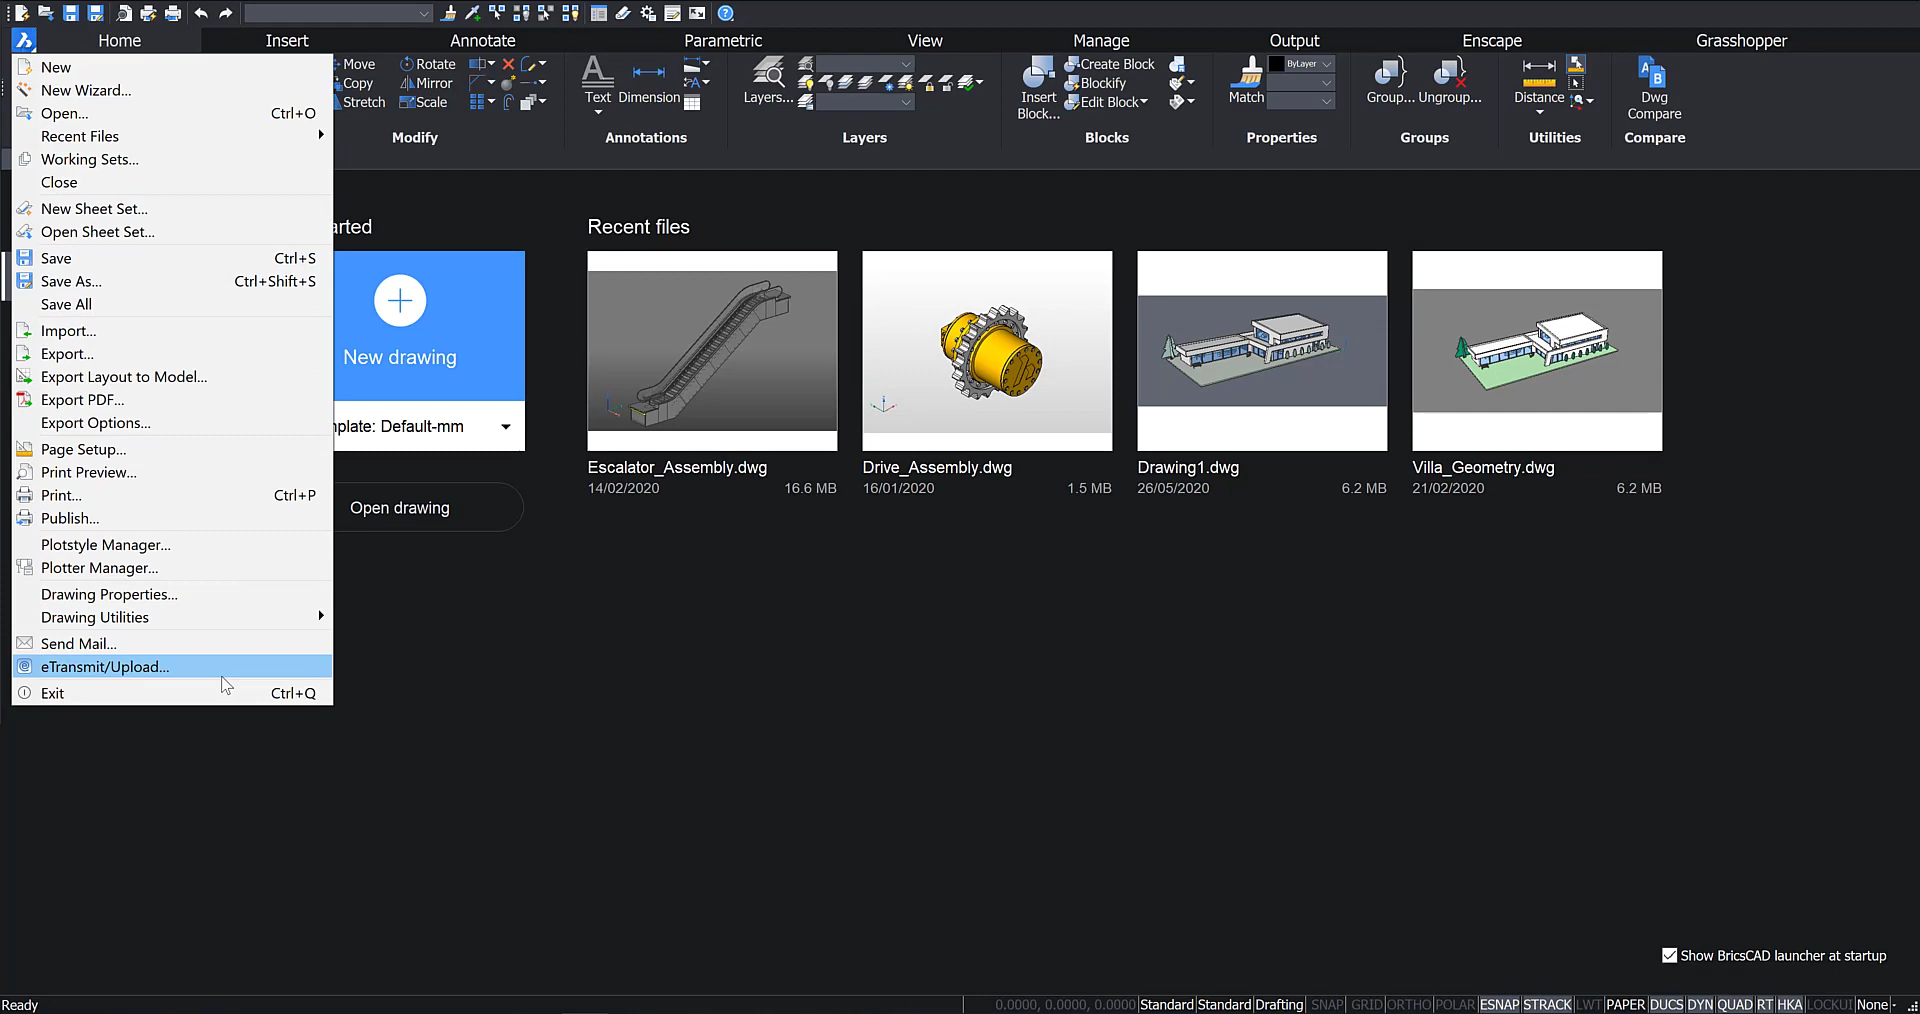 Home Insert Annotate Parametric View Manage Output Enscape Grasshopper
New
New Wizard...
Open... Ctrl+O
Recent Files
Working Sets...
Close
New Sheet Set...
Open Sheet Set...
Save Ctrl+S
Save As... Ctrl+Shift+S
Save All
Import...
Export...
Export Layout to Model...
Export PDF...
Export Options...
Page Setup...
Print Preview...
Print... Ctrl+P
Publish...
Plotstyle Manager...
Plotter Manager...
Drawing Properties...
Drawing Utilities
Send Mail...
eTransmit/Upload...
Exit Ctrl+Q
Move Rotate
Copy Mirror
Stretch Scale
Modify
Text Dimension
Annotations
Layers...
Layers
Insert
Block...
Create Block
Blockify
Edit Block
Blocks
Match
ByLayer
Properties
Group... Ungroup...
Groups
Distance
Utilities
Dwg
Compare
Compare
arted
New drawing
nplate: Default-mm
Open drawing
Recent files
Escalator_Assembly.dwg
14/02/2020 16.6 MB
Drive_Assembly.dwg
16/01/2020 1.5 MB
Drawing1.dwg
26/05/2020 6.2 MB
Villa_Geometry.dwg
21/02/2020 6.2 MB
Show BricsCAD launcher at startup
Ready 0.0000, 0.0000, 0.0000 Standard Standard Drafting SNAP GRID ORTHO POLAR ESNAP STRACK LWT PAPER DUCS DYN QUAD RT HKA LOCKUI None